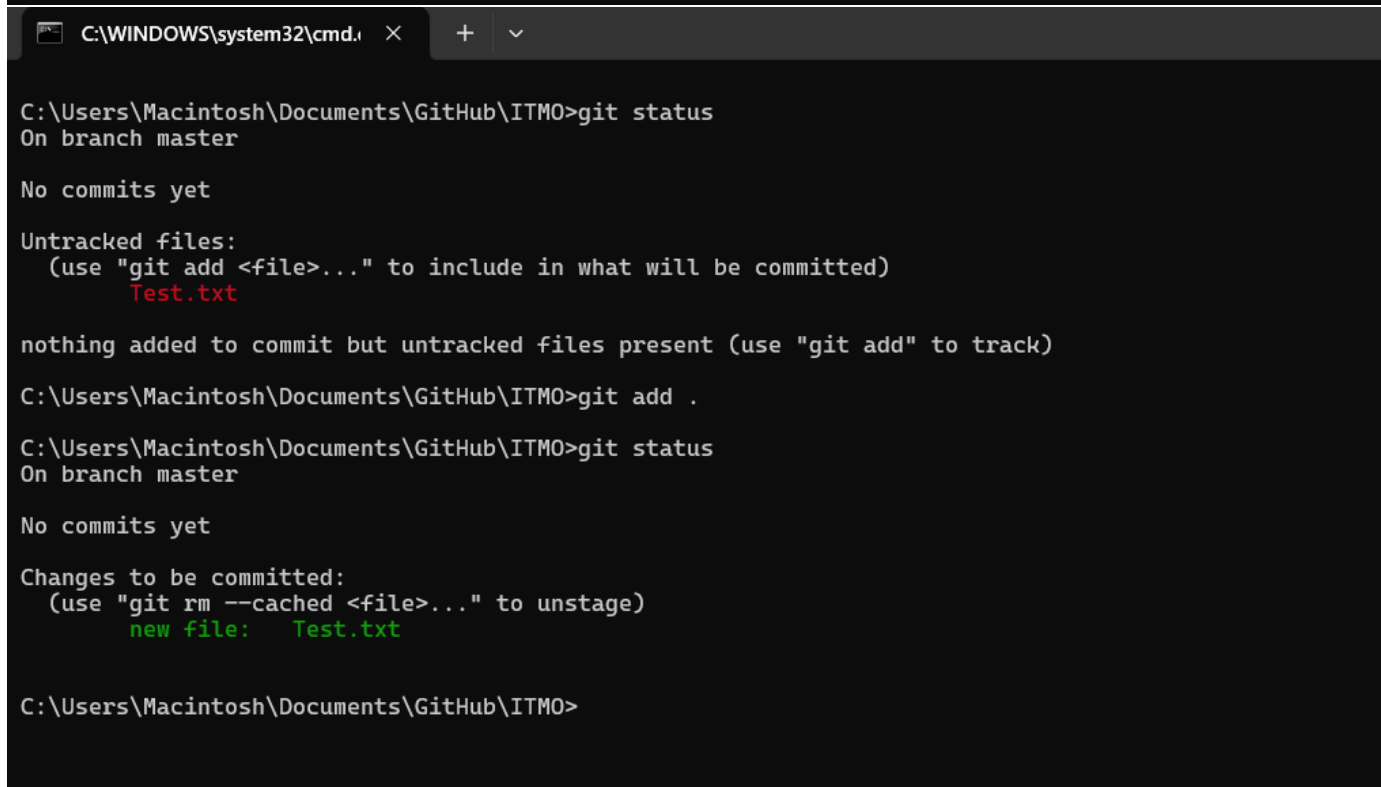 C:\WINDOWS\system32\cmd.
C:\Users\Macintosh\Documents\GitHub\ITMO>git status
On branch master
No commits yet
Untracked files:
(use "git add <file>..." to include in what will be committed)
Test.txt
nothing added to commit but untracked files present (use "git add" to track)
C:\Users\Macintosh\Documents\GitHub\ITMO>git add .
C:\Users\Macintosh\Documents\GitHub\ITMO>git status
On branch master
No commits yet
Changes to be committed:
(use "git rm --cached <file>..." to unstage)
new file:   Test.txt
C:\Users\Macintosh\Documents\GitHub\ITMO>